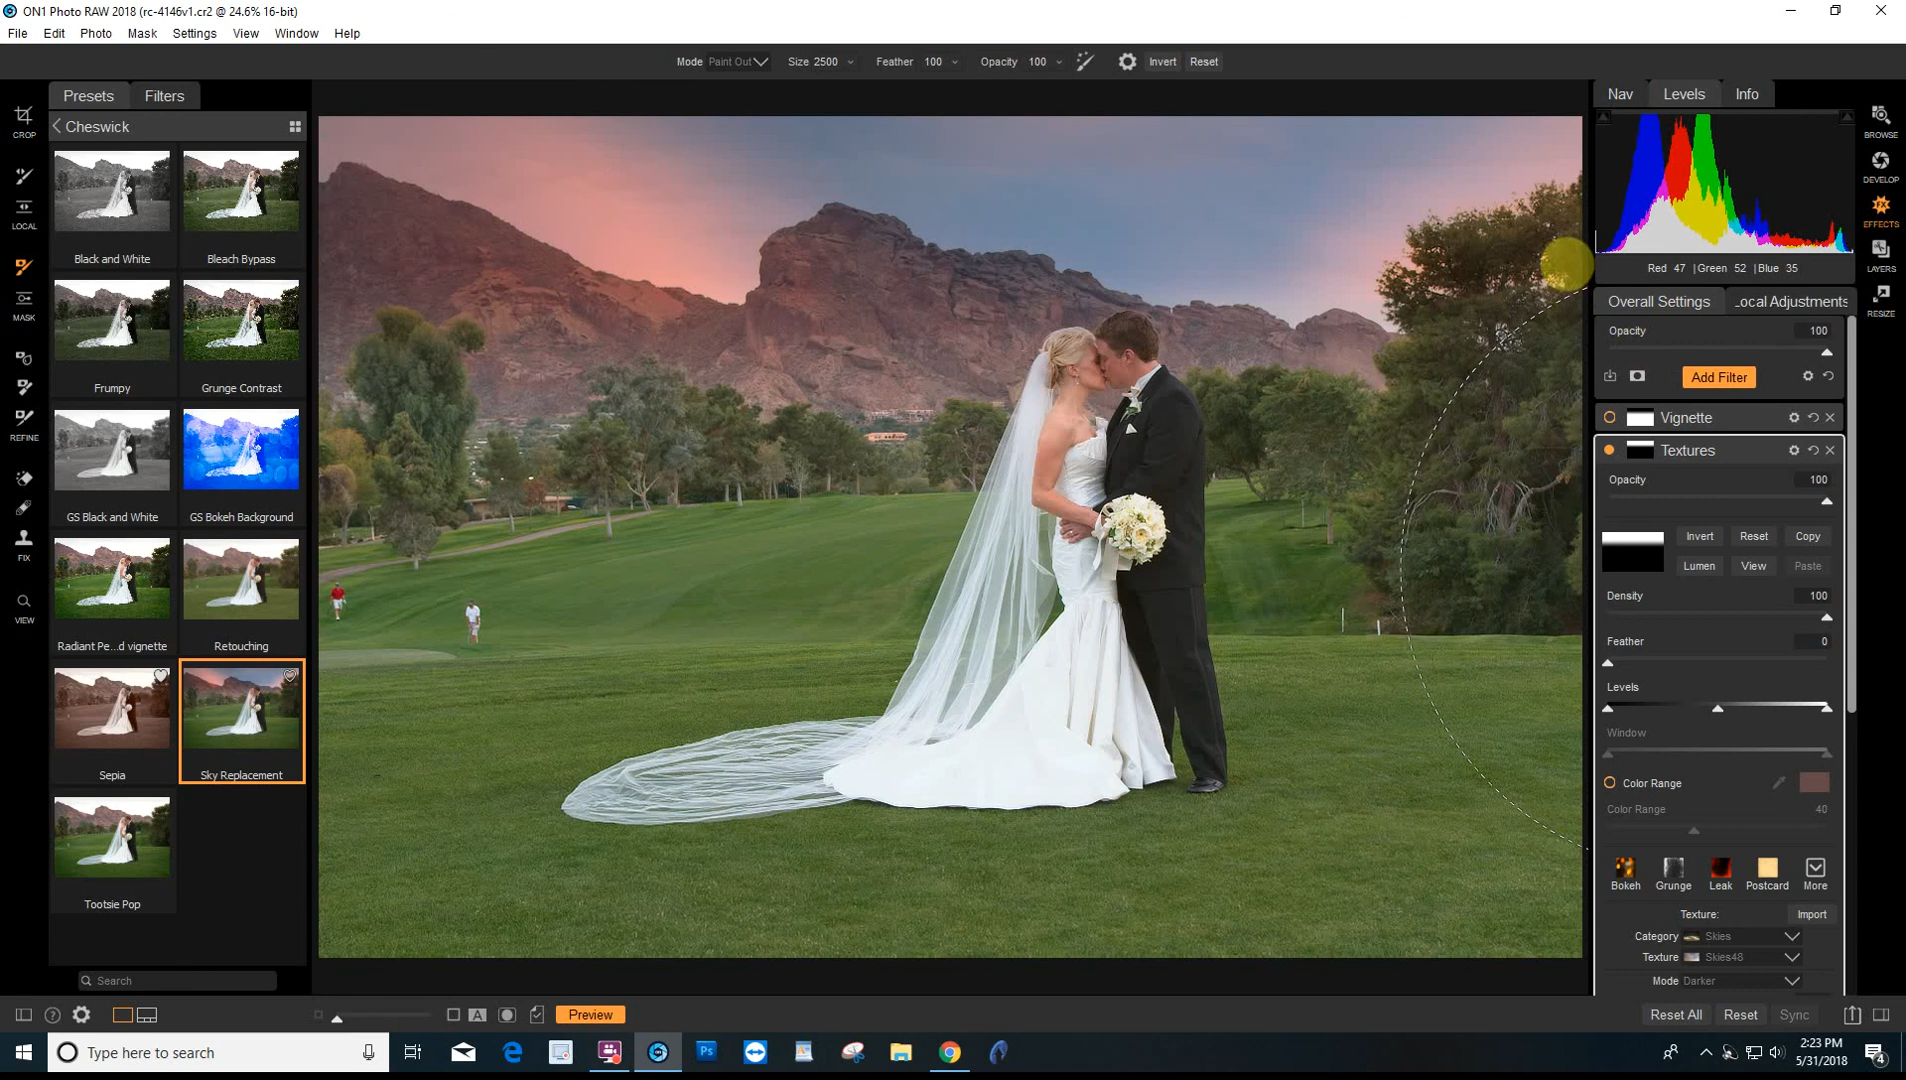 ON1 Photo RAW 2018 (rc-4146v1.cr2 @ 24.6% 16-bit)
File Edit Photo Mask Settings View Window Help
Mode Paint Out Size 2500 Feather 100 Opacity 100 Invert Reset
Presets Filters
Cheswick
CROP
LOCAL
MASK
REFINE
FIX
VIEW
Black and White Bleach Bypass
Frumpy Grunge Contrast
GS Black and White GS Bokeh Background
Radiant Pe...d vignette Retouching
Sepia Sky Replacement
Tootsie Pop
Search
Nav Levels Info
Red 47 |Green 52 |Blue 35
Overall Settings ocal Adjustments
Opacity 100
Add Filter
Vignette
Textures
Opacity 100
Invert Reset Copy
Lumen View Paste
Density 100
Feather 0
Levels
Window
Color Range
Color Range 40
Bokeh Grunge Leak Postcard More
Texture: Import
Category Skies
Texture Skies48
Mode Darker
BROWSE
DEVELOP
FX
EFFECTS
LAYERS
RESIZE
? A Preview
Reset All Reset Sync
Type here to search
Ps
2:23 PM
5/31/2018
4